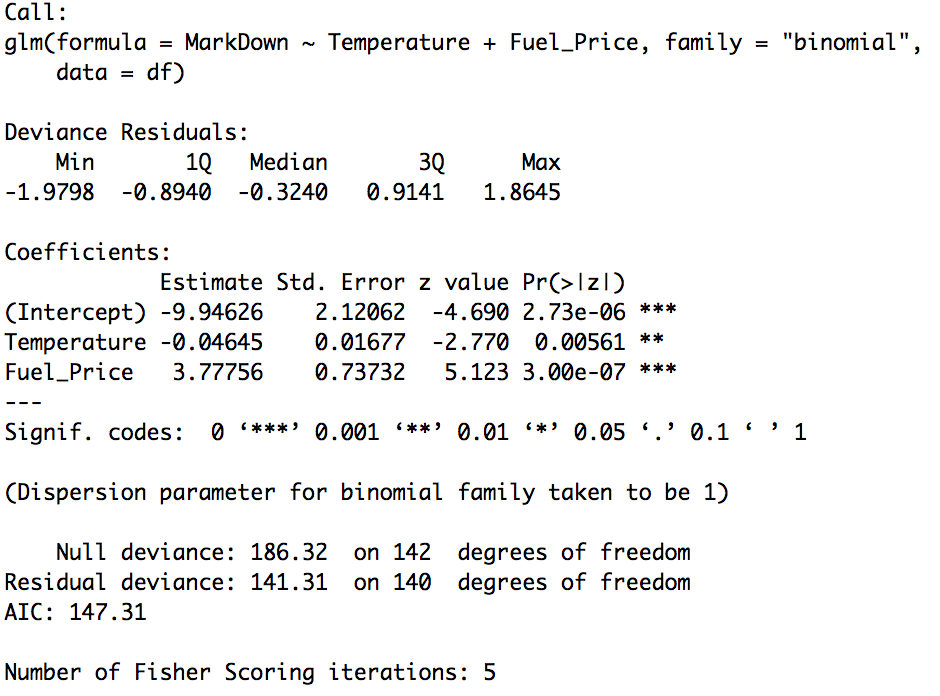 Call:
glm(formula = MarkDown ~ Temperature + Fuel_Price, family = "binomial",
    data = df)

Deviance Residuals:
    Min       1Q   Median       3Q      Max
-1.9798  -0.8940  -0.3240   0.9141   1.8645

Coefficients:
            Estimate Std. Error z value Pr(>|z|)
(Intercept) -9.94626    2.12062  -4.690 2.73e-06 ***
Temperature -0.04645    0.01677  -2.770  0.00561 **
Fuel_Price   3.77756    0.73732   5.123 3.00e-07 ***
---
Signif. codes:  0 ‘***’ 0.001 ‘**’ 0.01 ‘*’ 0.05 ‘.’ 0.1 ‘ ’ 1

(Dispersion parameter for binomial family taken to be 1)

    Null deviance: 186.32  on 142  degrees of freedom
Residual deviance: 141.31  on 140  degrees of freedom
AIC: 147.31

Number of Fisher Scoring iterations: 5